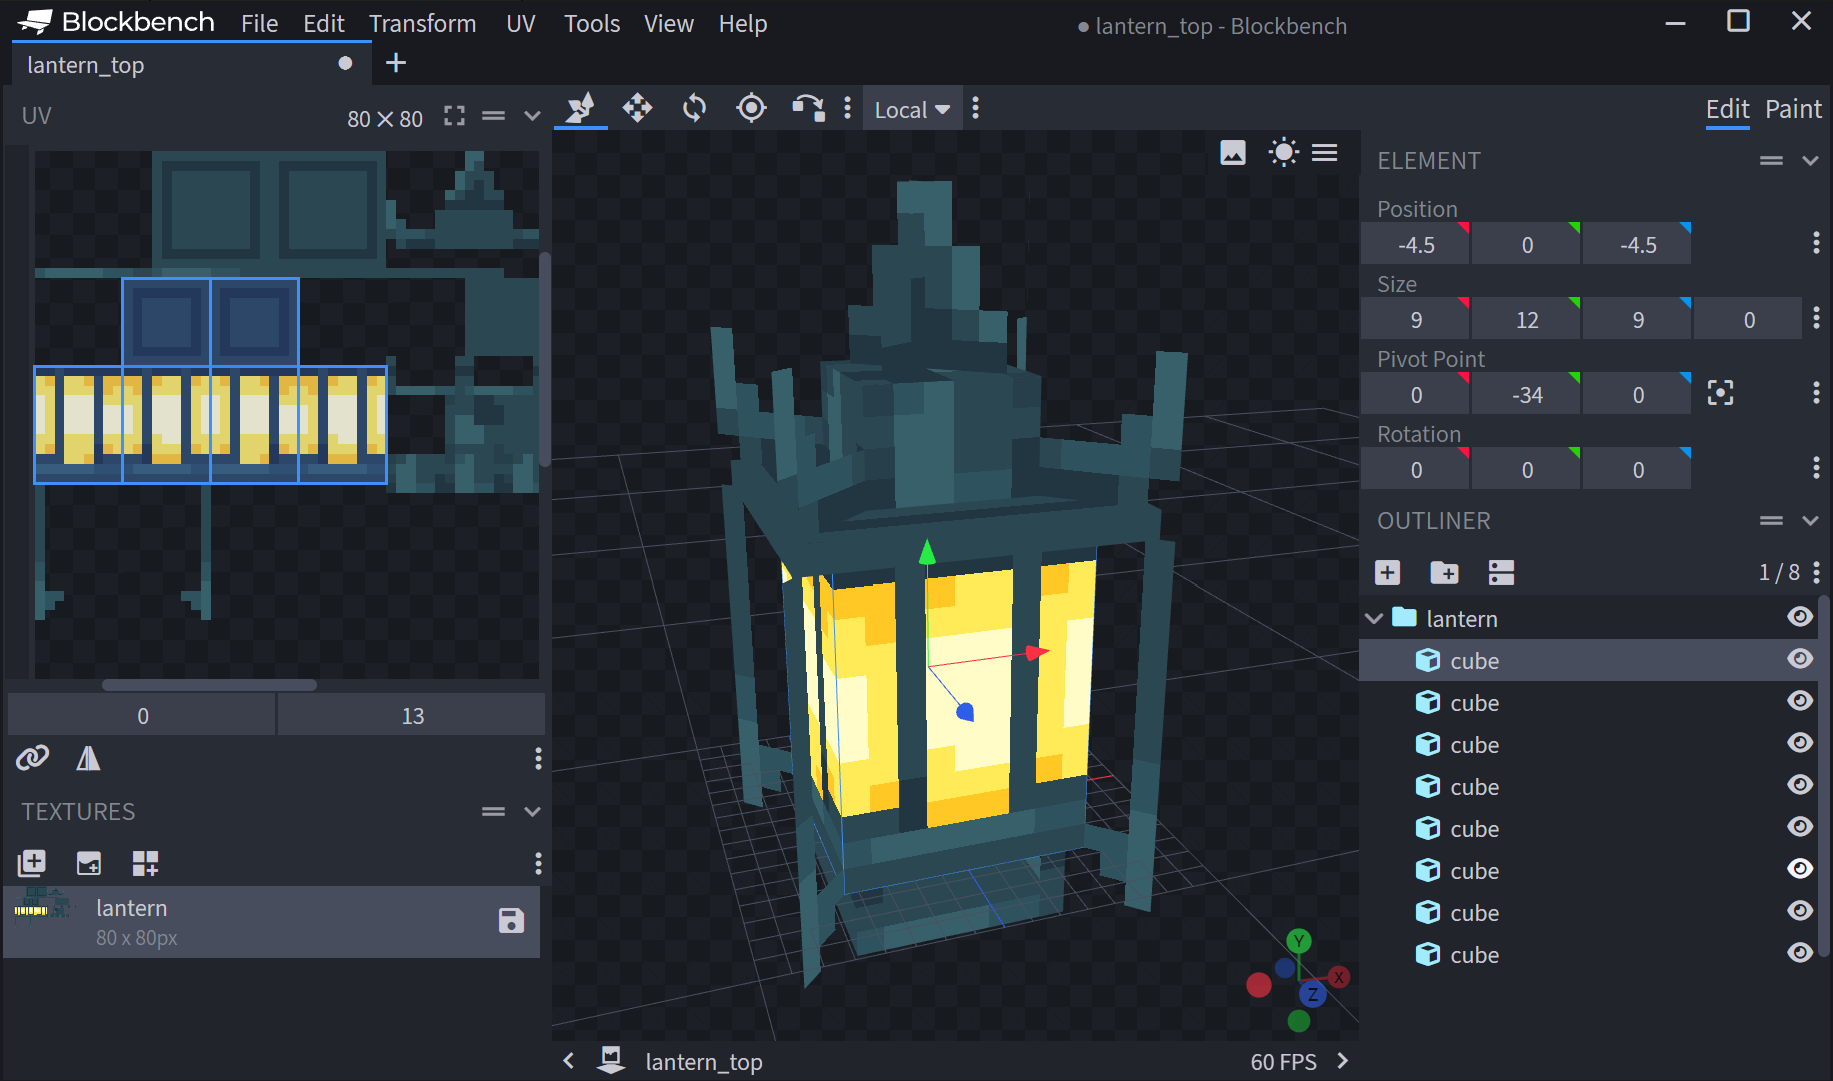 Blockbench File Edit Transform UV Tools View Help
● lantern_top - Blockbench
lantern_top
UV 80 × 80
Local
Edit Paint
ELEMENT
Position
-4.5 0 -4.5
Size
9 12 9 0
Pivot Point
0 -34 0
Rotation
0 0 0
OUTLINER
1 / 8
lantern
cube
cube
cube
cube
cube
cube
cube
cube
0 13
TEXTURES
lantern
80 x 80px
Y
X
Z
lantern_top
60 FPS